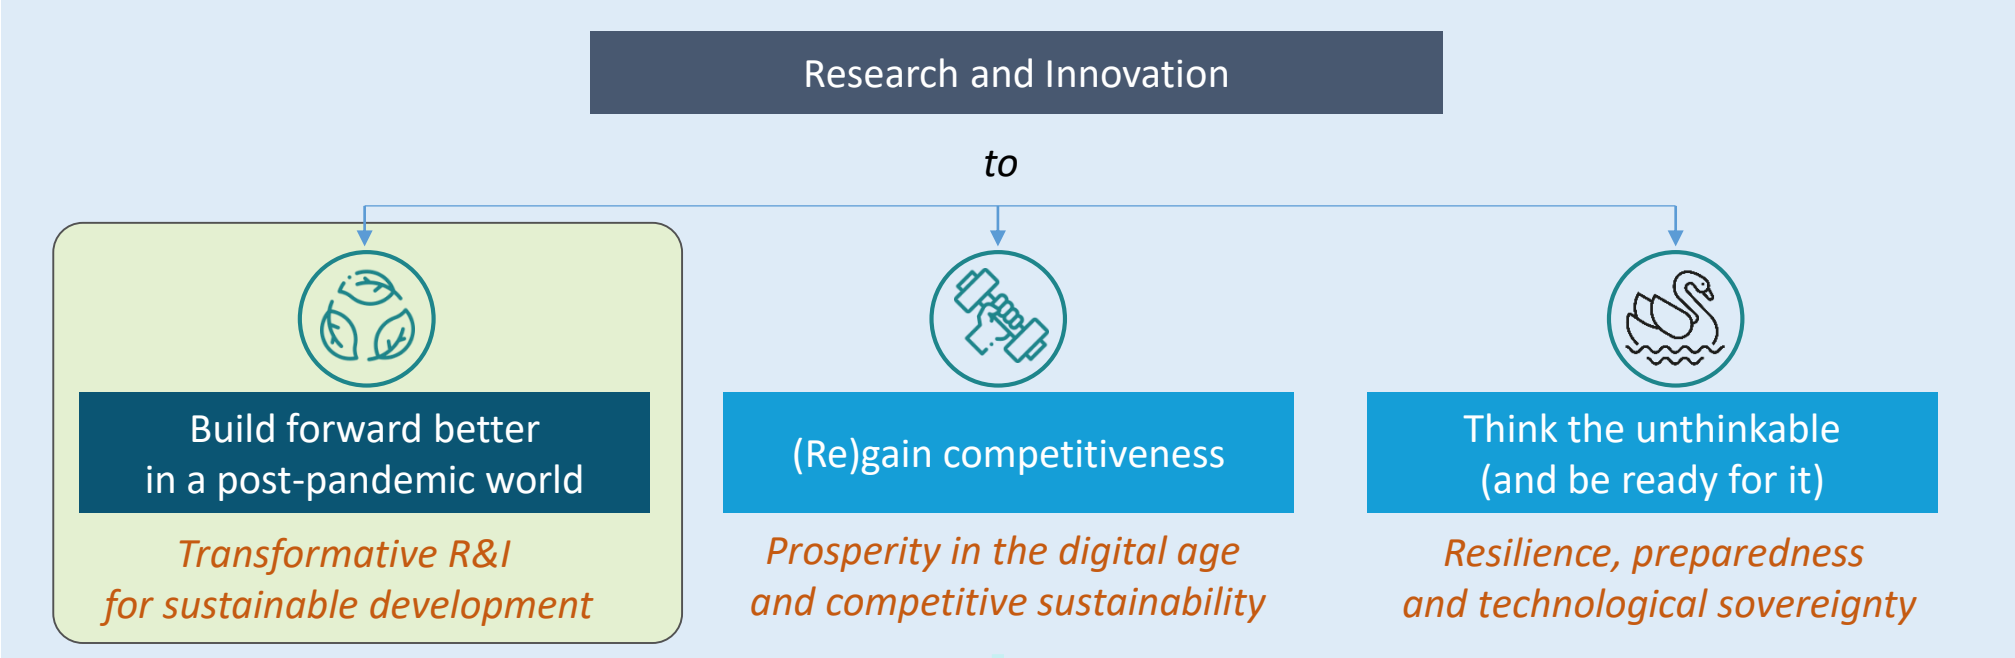 Research and Innovation
to
Build forward better
in a post-pandemic world
Transformative R&I
for sustainable development
(Re)gain competitiveness
Prosperity in the digital age
and competitive sustainability
Think the unthinkable
(and be ready for it)
Resilience, preparedness
and technological sovereignty